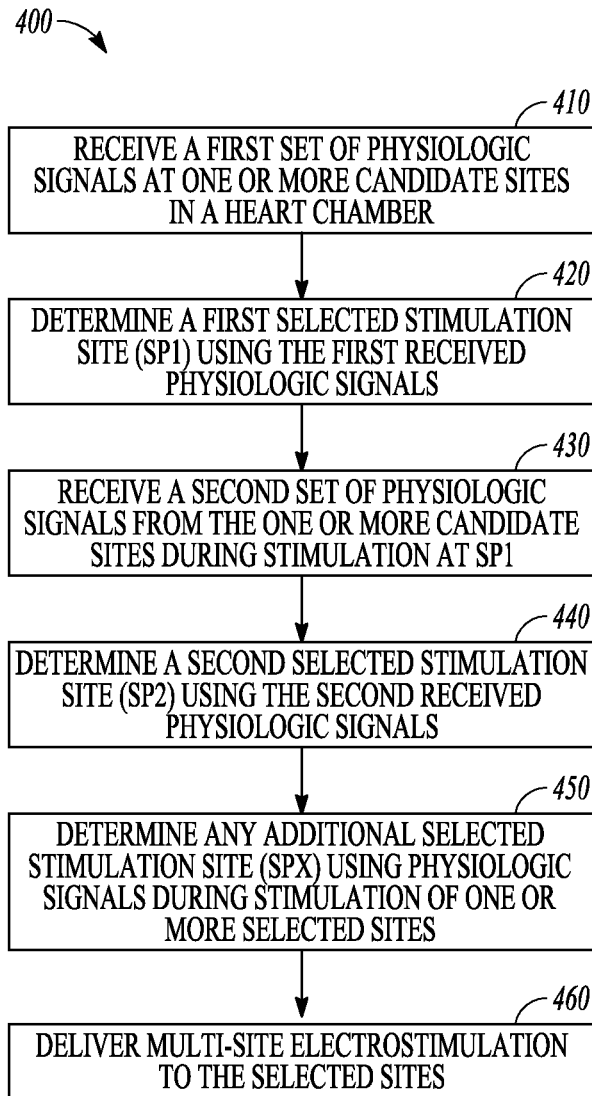 400
410
RECEIVE A FIRST SET OF PHYSIOLOGIC
SIGNALS AT ONE OR MORE CANDIDATE SITES
IN A HEART CHAMBER
420
DETERMINE A FIRST SELECTED STIMULATION
SITE (SP1) USING THE FIRST RECEIVED
PHYSIOLOGIC SIGNALS
430
RECEIVE A SECOND SET OF PHYSIOLOGIC
SIGNALS FROM THE ONE OR MORE CANDIDATE
SITES DURING STIMULATION AT SP1
440
DETERMINE A SECOND SELECTED STIMULATION
SITE (SP2) USING THE SECOND RECEIVED
PHYSIOLOGIC SIGNALS
450
DETERMINE ANY ADDITIONAL SELECTED
STIMULATION SITE (SPX) USING PHYSIOLOGIC
SIGNALS DURING STIMULATION OF ONE OR
MORE SELECTED SITES
460
DELIVER MULTI-SITE ELECTROSTIMULATION
TO THE SELECTED SITES